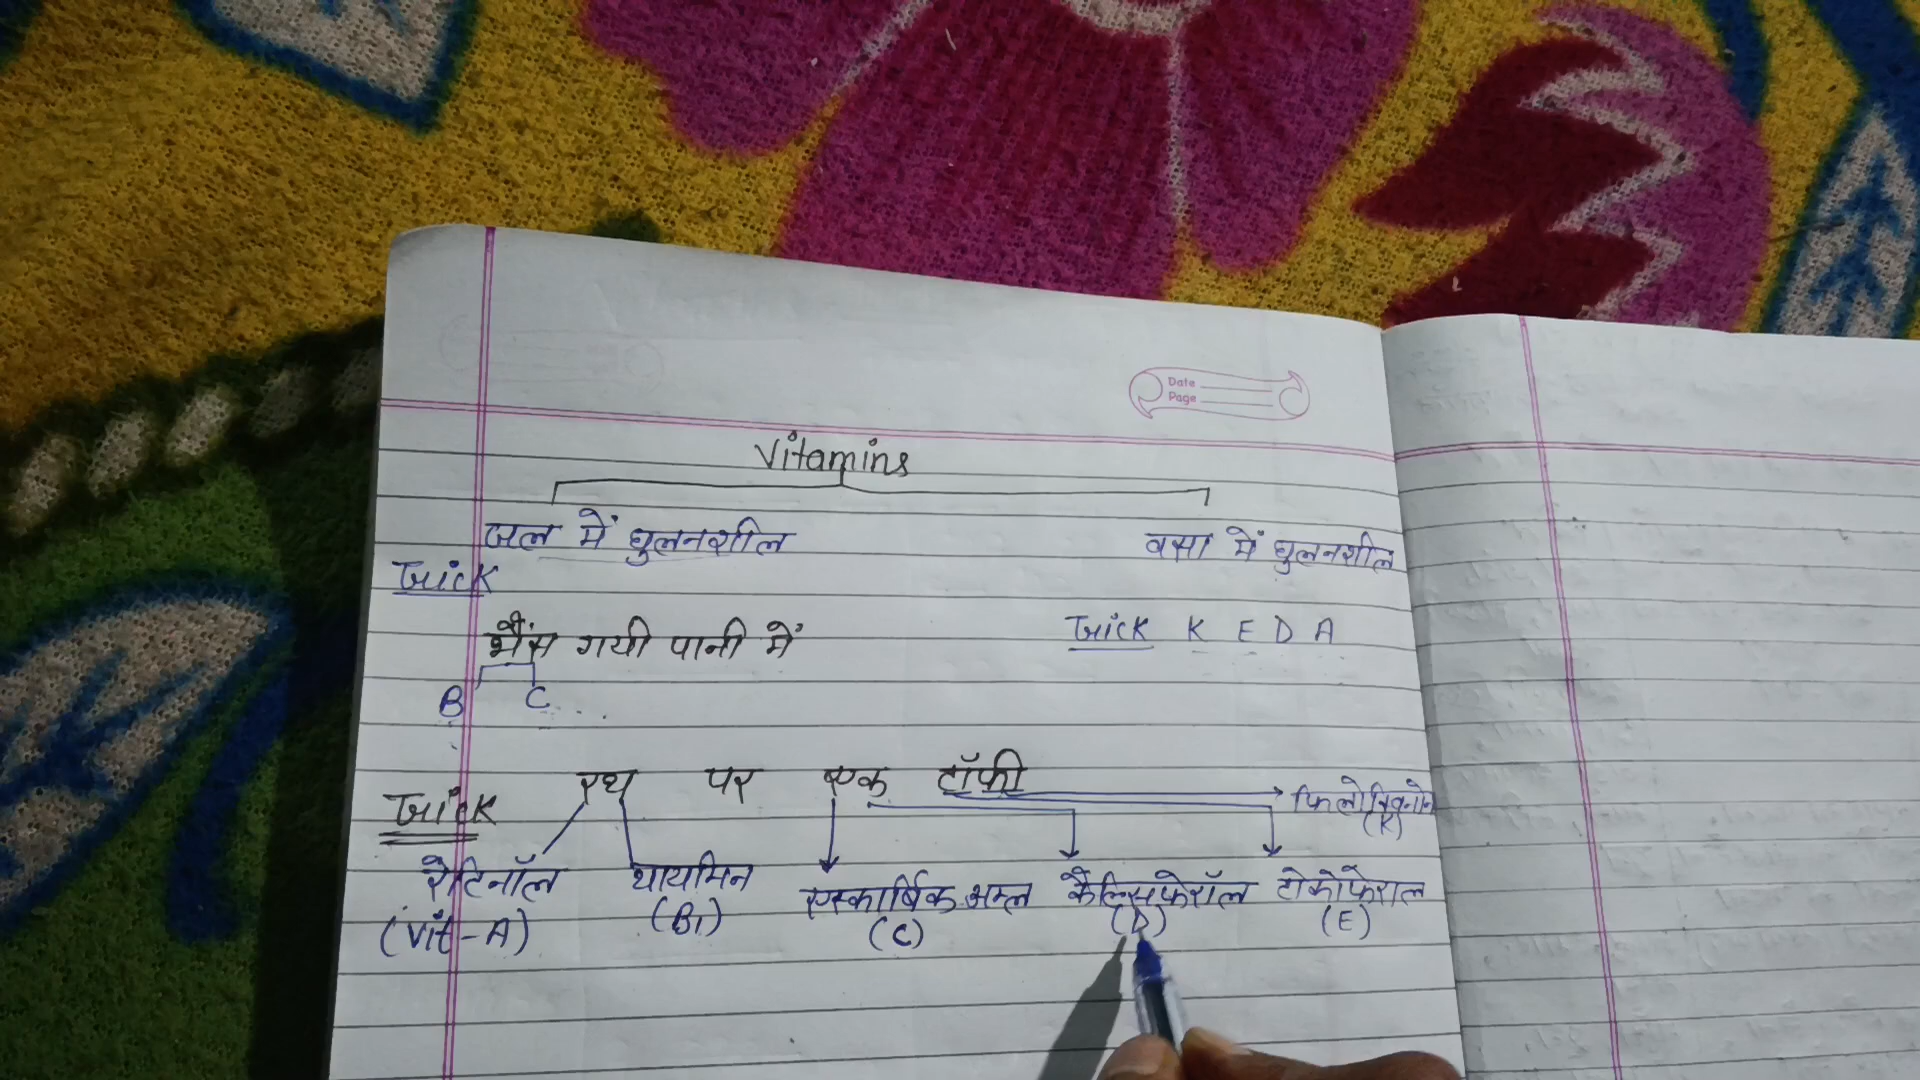 Date
Page
Vitamins
जल में घुलनशील वसा में घुलनशील
Trick
भैंस गयी पानी में Trick K E D A
B C
Trick रथ पर एक टॉफी फिलोक्विनोन
(K)
रेटिनॉल थायमिन एस्कार्बिक अम्ल कैल्सिफेरॉल टोकोफेराल
(Vit-A) (B1) (C) (D) (E)